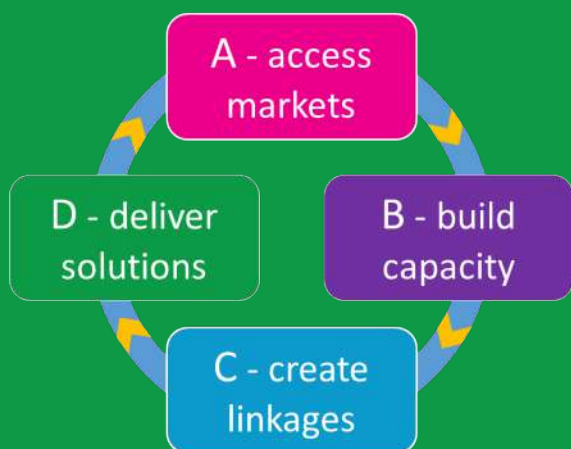 A - access
markets
B - build
capacity
C - create
linkages
D - deliver
solutions